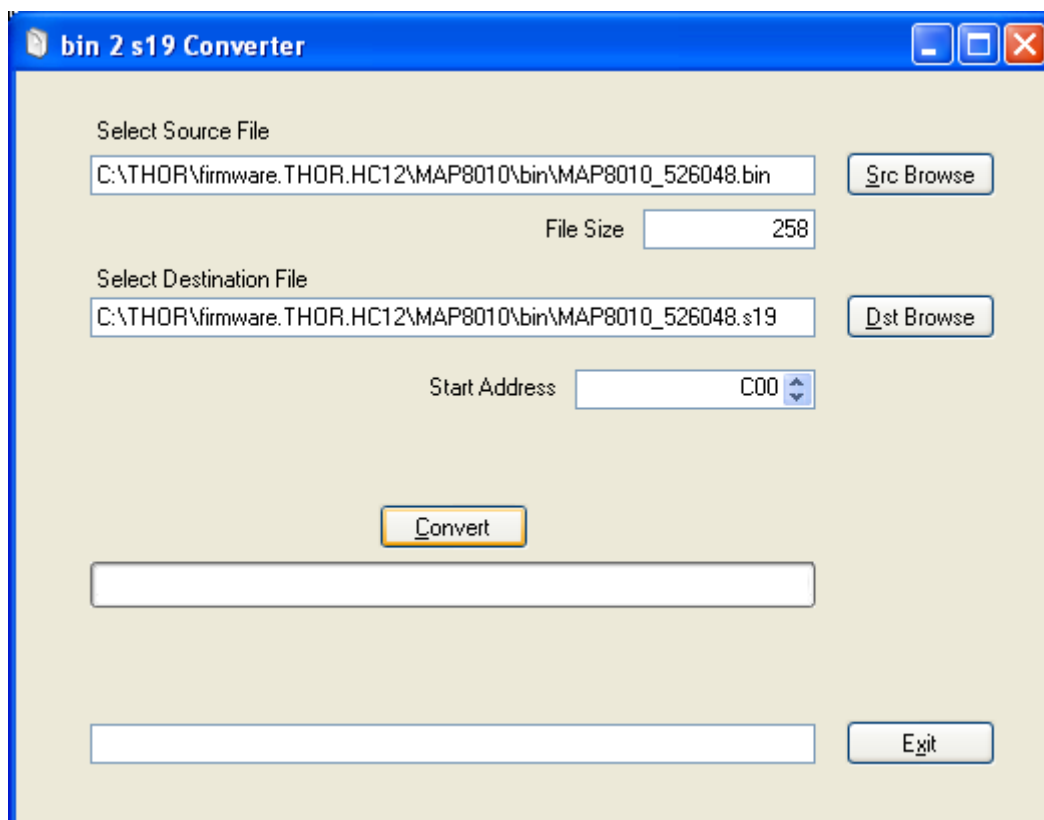 bin 2 s19 Converter
Select Source File
C:\THOR\firmware.THOR.HC12\MAP8010\bin\MAP8010_526048.bin
Src Browse
File Size
258
Select Destination File
C:\THOR\firmware.THOR.HC12\MAP8010\bin\MAP8010_526048.s19
Dst Browse
Start Address
C00
Convert
Exit